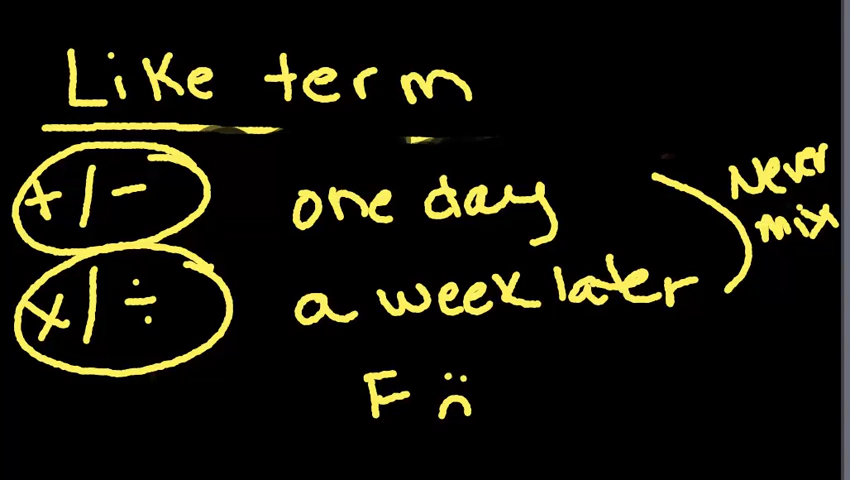 Like term
+/- one day
x/÷ a week later
Never
mix
F